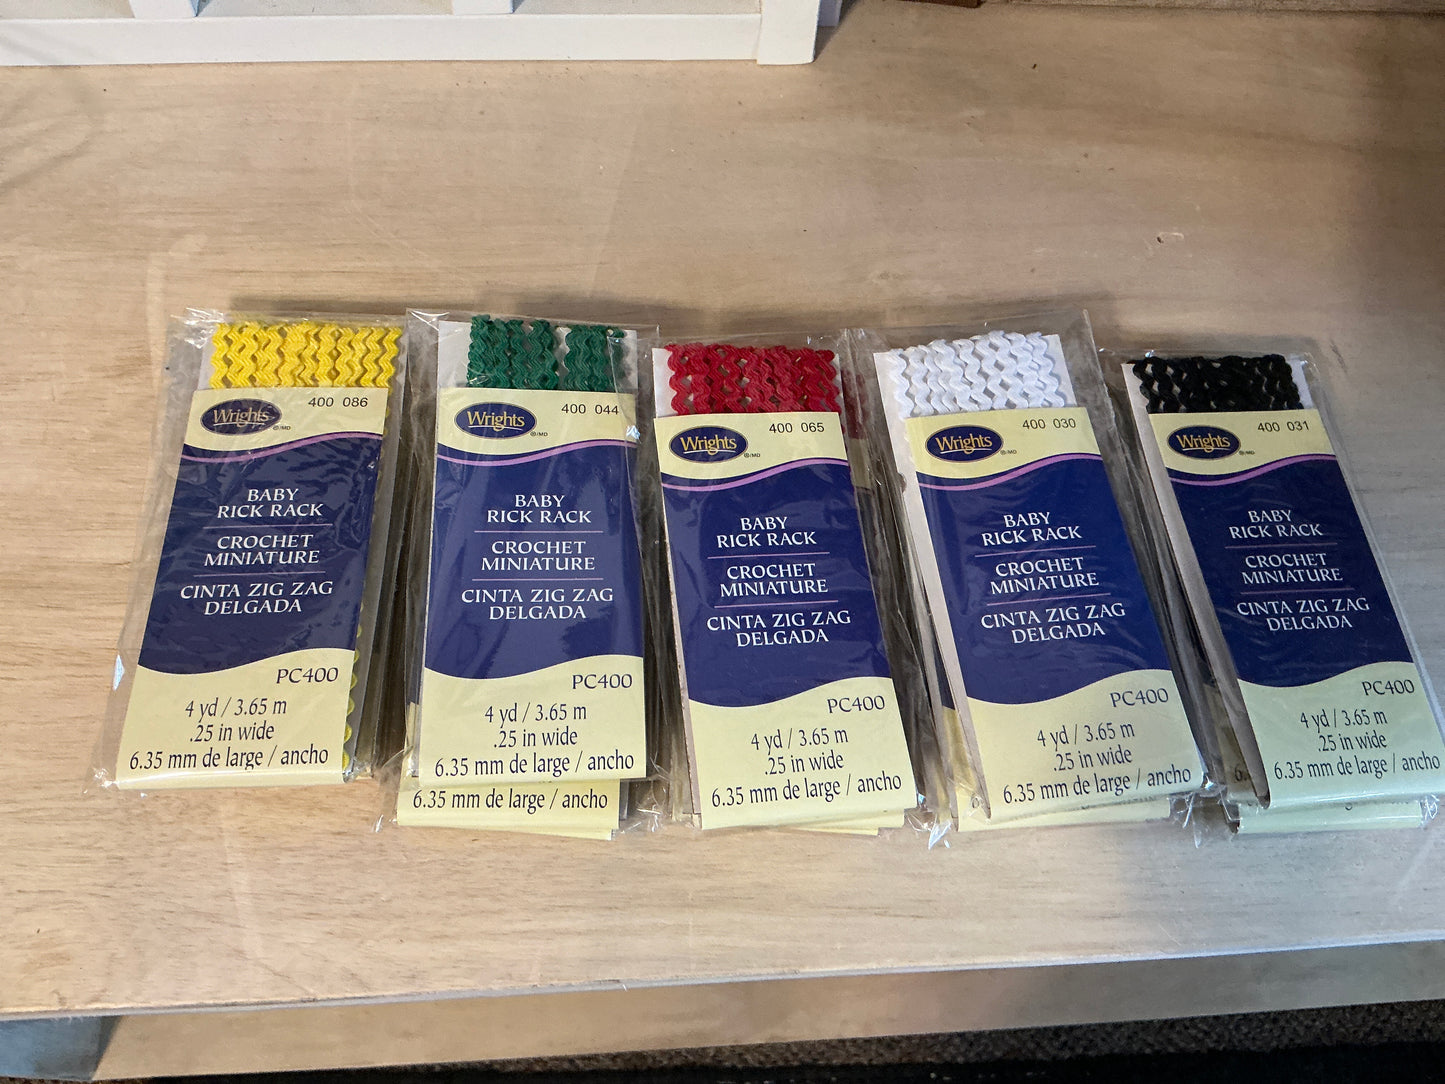 Wrights ®/MD 400 086
BABY
RICK RACK
CROCHET
MINIATURE
CINTA ZIG ZAG
DELGADA
PC400
4 yd / 3.65 m
.25 in wide
6.35 mm de large / ancho
Wrights ®/MD 400 044
BABY
RICK RACK
CROCHET
MINIATURE
CINTA ZIG ZAG
DELGADA
PC400
4 yd / 3.65 m
.25 in wide
6.35 mm de large / ancho
6.35 mm de large / ancho
Wrights ®/MD 400 065
BABY
RICK RACK
CROCHET
MINIATURE
CINTA ZIG ZAG
DELGADA
PC400
4 yd / 3.65 m
.25 in wide
6.35 mm de large / ancho
Wrights ®/MD 400 030
BABY
RICK RACK
CROCHET
MINIATURE
CINTA ZIG ZAG
DELGADA
PC400
4 yd / 3.65 m
.25 in wide
6.35 mm de large / ancho
Wrights ®/MD 400 031
BABY
RICK RACK
CROCHET
MINIATURE
CINTA ZIG ZAG
DELGADA
PC400
4 yd / 3.65 m
.25 in wide
6.35 mm de large / ancho